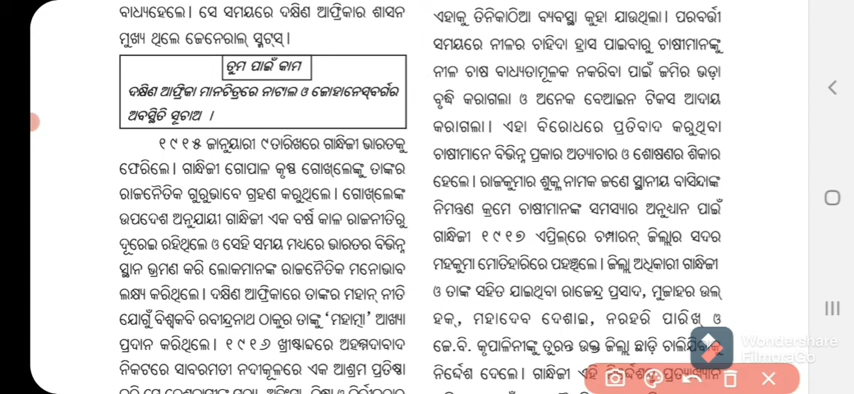 ବାଧ୍ୟହେଲେ। ସେ ସମୟରେ ଦକ୍ଷିଣ ଆଫ୍ରିକାର ଶାସନ
ମୁଖ୍ୟ ଥିଲେ ଜେନେରାଲ୍ ସ୍ମଟ୍‌ସ୍।
ତୁମ ପାଇଁ କାମ
ଦକ୍ଷିଣ ଆଫ୍ରିକା ମାନଚିତ୍ରରେ ନାଟାଲ ଓ ଜୋହାନେସ୍‌ବର୍ଗର
ଅବସ୍ଥିତି ସୂଚାଅ ।
୧୯୧୫ ଜାନୁୟାରୀ ୯ତାରିଖରେ ଗାନ୍ଧିଜୀ ଭାରତକୁ
ଫେରିଲେ। ଗାନ୍ଧିଜୀ ଗୋପାଳ କୃଷ୍ଣ ଗୋଖ୍‌ଲେଙ୍କୁ ତାଙ୍କର
ରାଜନୈତିକ ଗୁରୁଭାବେ ଗ୍ରହଣ କରୁଥିଲେ। ଗୋଖ୍‌ଲେଙ୍କ
ଉପଦେଶ ଅନୁଯାୟୀ ଗାନ୍ଧିଜୀ ଏକ ବର୍ଷ କାଳ ରାଜନୀତିରୁ
ଦୂରେଇ ରହିଥିଲେ ଓ ସେହି ସମୟ ମଧ୍ୟରେ ଭାରତର ବିଭିନ୍ନ
ସ୍ଥାନ ଭ୍ରମଣ କରି ଲୋକମାନଙ୍କ ରାଜନୈତିକ ମନୋଭାବ
ଲକ୍ଷ୍ୟ କରିଥିଲେ। ଦକ୍ଷିଣ ଆଫ୍ରିକାରେ ତାଙ୍କର ମହାନ୍ ନୀତି
ଯୋଗୁଁ ବିଶ୍ୱକବି ରବୀନ୍ଦ୍ରନାଥ ଠାକୁର ତାଙ୍କୁ ‘ମହାତ୍ମା’ ଆଖ୍ୟା
ପ୍ରଦାନ କରିଥିଲେ। ୧୯୧୬ ଖ୍ରୀଷ୍ଟାବ୍ଦରେ ଅହମ୍ମଦାବାଦ
ନିକଟରେ ସାବରମତୀ ନଦୀକୂଳରେ ଏକ ଆଶ୍ରମ ପ୍ରତିଷ୍ଠା
ଏହାକୁ ତିନିକାଠିଆ ବ୍ୟବସ୍ଥା କୁହା ଯାଉଥିଲା। ପରବର୍ତ୍ତୀ
ସମୟରେ ନୀଳର ଚାହିଦା ହ୍ରାସ ପାଇବାରୁ ଚାଷୀମାନଙ୍କୁ
ନୀଳ ଚାଷ ବାଧ୍ୟତାମୂଳକ ନକରିବା ପାଇଁ ଜମିର ଭଡ଼ା
ବୃଦ୍ଧି କରାଗଲା ଓ ଅନେକ ବେଆଇନ ଟିକସ ଆଦାୟ
କରାଗଲା। ଏହା ବିରୋଧରେ ପ୍ରତିବାଦ କରୁଥିବା
ଚାଷୀମାନେ ବିଭିନ୍ନ ପ୍ରକାର ଅତ୍ୟାଚାର ଓ ଶୋଷଣର ଶିକାର
ହେଲେ। ରାଜକୁମାର ଶୁକ୍ଳ ନାମକ ଜଣେ ସ୍ଥାନୀୟ ବାସିନ୍ଦାଙ୍କ
ନିମନ୍ତ୍ରଣ କ୍ରମେ ଚାଷୀମାନଙ୍କ ସମସ୍ୟାର ଅନୁଧ୍ୟାନ ପାଇଁ
ଗାନ୍ଧିଜୀ ୧୯୧୭ ଏପ୍ରିଲ୍‌ରେ ଚମ୍ପାରନ୍ ଜିଲ୍ଲାର ସଦର
ମହକୁମା ମୋତିହାରିରେ ପହଞ୍ଚିଲେ। ଜିଲ୍ଲା ଅଧିକାରୀ ଗାନ୍ଧିଜୀ
ଓ ତାଙ୍କ ସହିତ ଯାଇଥିବା ରାଜେନ୍ଦ୍ର ପ୍ରସାଦ, ମୁଜାହର ଉଲ୍
ହକ୍, ମହାଦେବ ଦେଶାଇ, ନରହରି ପାରିଖ୍ ଓ
ଜେ.ବି. କୃପାଳିନୀଙ୍କୁ ତୁରନ୍ତ ଉକ୍ତ ଜିଲ୍ଲା ଛାଡ଼ି ଚାଲିଯିବାକୁ
ନିର୍ଦ୍ଦେଶ ଦେଲେ। ଗାନ୍ଧିଜୀ ଏହି ନିର୍ଦ୍ଦେଶକୁ ପ୍ରତ୍ୟାଖ୍ୟାନ
Wondershare
FilmoraGo